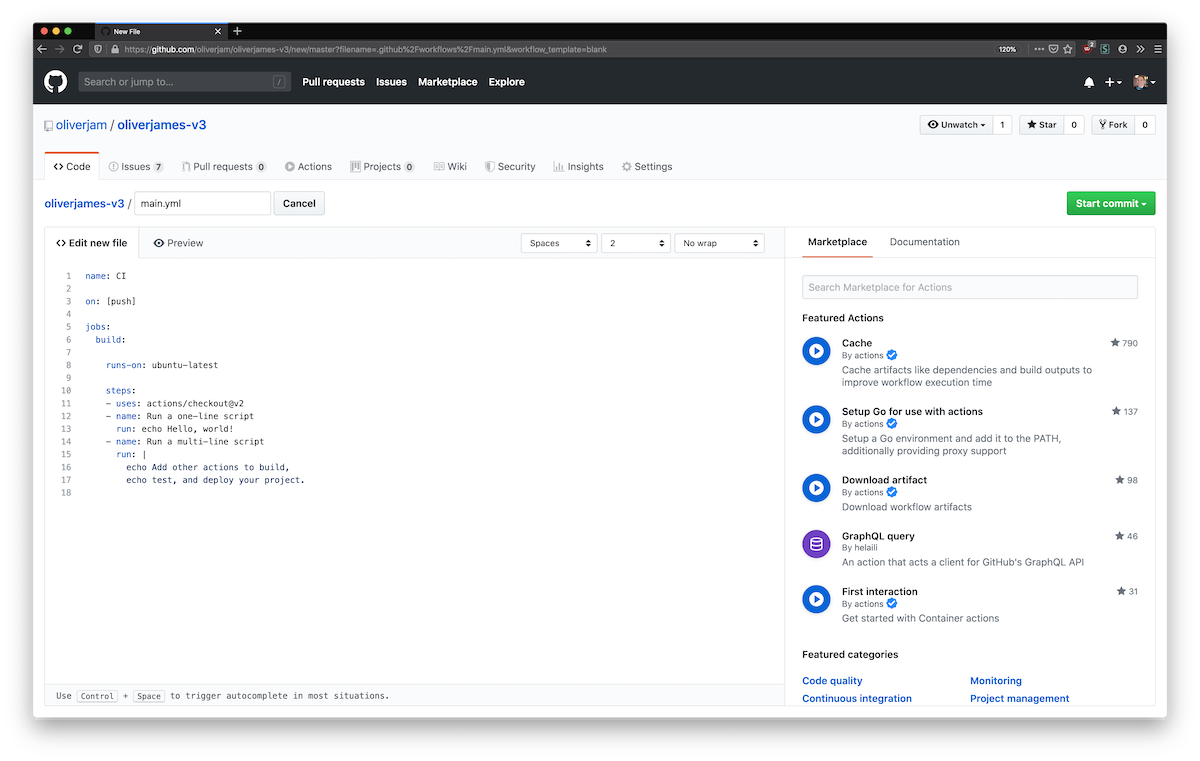 New File
https://github.com/oliverjam/oliverjames-v3/new/master?filename=.github%2Fworkflows%2Fmain.yml&workflow_template=blank
120%
2
Search or jump to... /
Pull requests Issues Marketplace Explore
oliverjam / oliverjames-v3
Unwatch 1 Star 0 Fork 0
Code Issues 7 Pull requests 0 Actions Projects 0 Wiki Security Insights Settings
oliverjames-v3 / main.yml Cancel
Start commit
Edit new file Preview
Spaces 2 No wrap
1 name: CI
2
3 on: [push]
4
5 jobs:
6 build:
7
8 runs-on: ubuntu-latest
9
10 steps:
11 - uses: actions/checkout@v2
12 - name: Run a one-line script
13 run: echo Hello, world!
14 - name: Run a multi-line script
15 run: |
16 echo Add other actions to build,
17 echo test, and deploy your project.
18
Use Control + Space to trigger autocomplete in most situations.
Marketplace Documentation
Search Marketplace for Actions
Featured Actions
Cache 790
By actions
Cache artifacts like dependencies and build outputs to
improve workflow execution time
Setup Go for use with actions 137
By actions
Setup a Go environment and add it to the PATH,
additionally providing proxy support
Download artifact 98
By actions
Download workflow artifacts
GraphQL query 46
By helaili
An action that acts a client for GitHub's GraphQL API
First interaction 31
By actions
Get started with Container actions
Featured categories
Code quality Monitoring
Continuous integration Project management